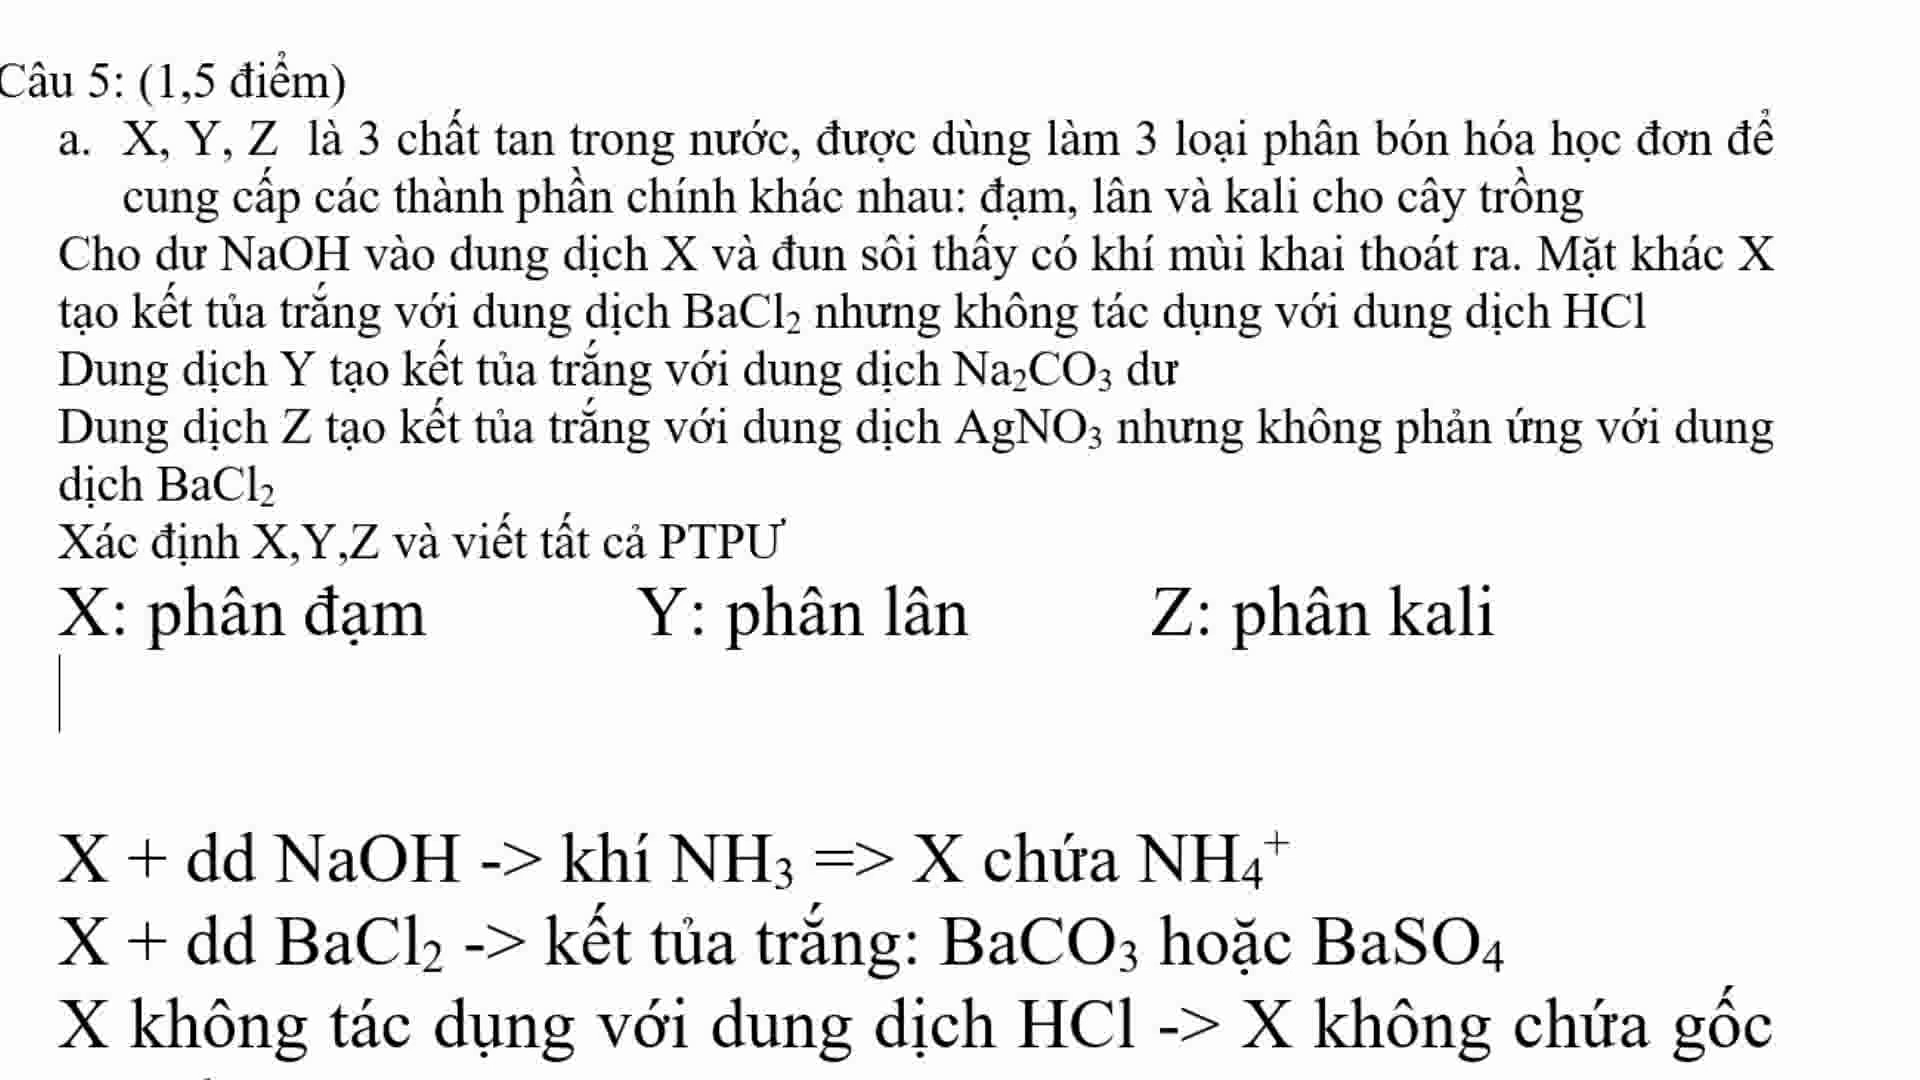 Câu 5: (1,5 điểm)
a. X, Y, Z là 3 chất tan trong nước, được dùng làm 3 loại phân bón hóa học đơn để
cung cấp các thành phần chính khác nhau: đạm, lân và kali cho cây trồng
Cho dư NaOH vào dung dịch X và đun sôi thấy có khí mùi khai thoát ra. Mặt khác X
tạo kết tủa trắng với dung dịch BaCl₂ nhưng không tác dụng với dung dịch HCl
Dung dịch Y tạo kết tủa trắng với dung dịch Na₂CO₃ dư
Dung dịch Z tạo kết tủa trắng với dung dịch AgNO₃ nhưng không phản ứng với dung
dịch BaCl₂
Xác định X,Y,Z và viết tất cả PTPƯ
X: phân đạm Y: phân lân Z: phân kali
X + dd NaOH -> khí NH₃ => X chứa NH₄⁺
X + dd BaCl₂ -> kết tủa trắng: BaCO₃ hoặc BaSO₄
X không tác dụng với dung dịch HCl -> X không chứa gốc